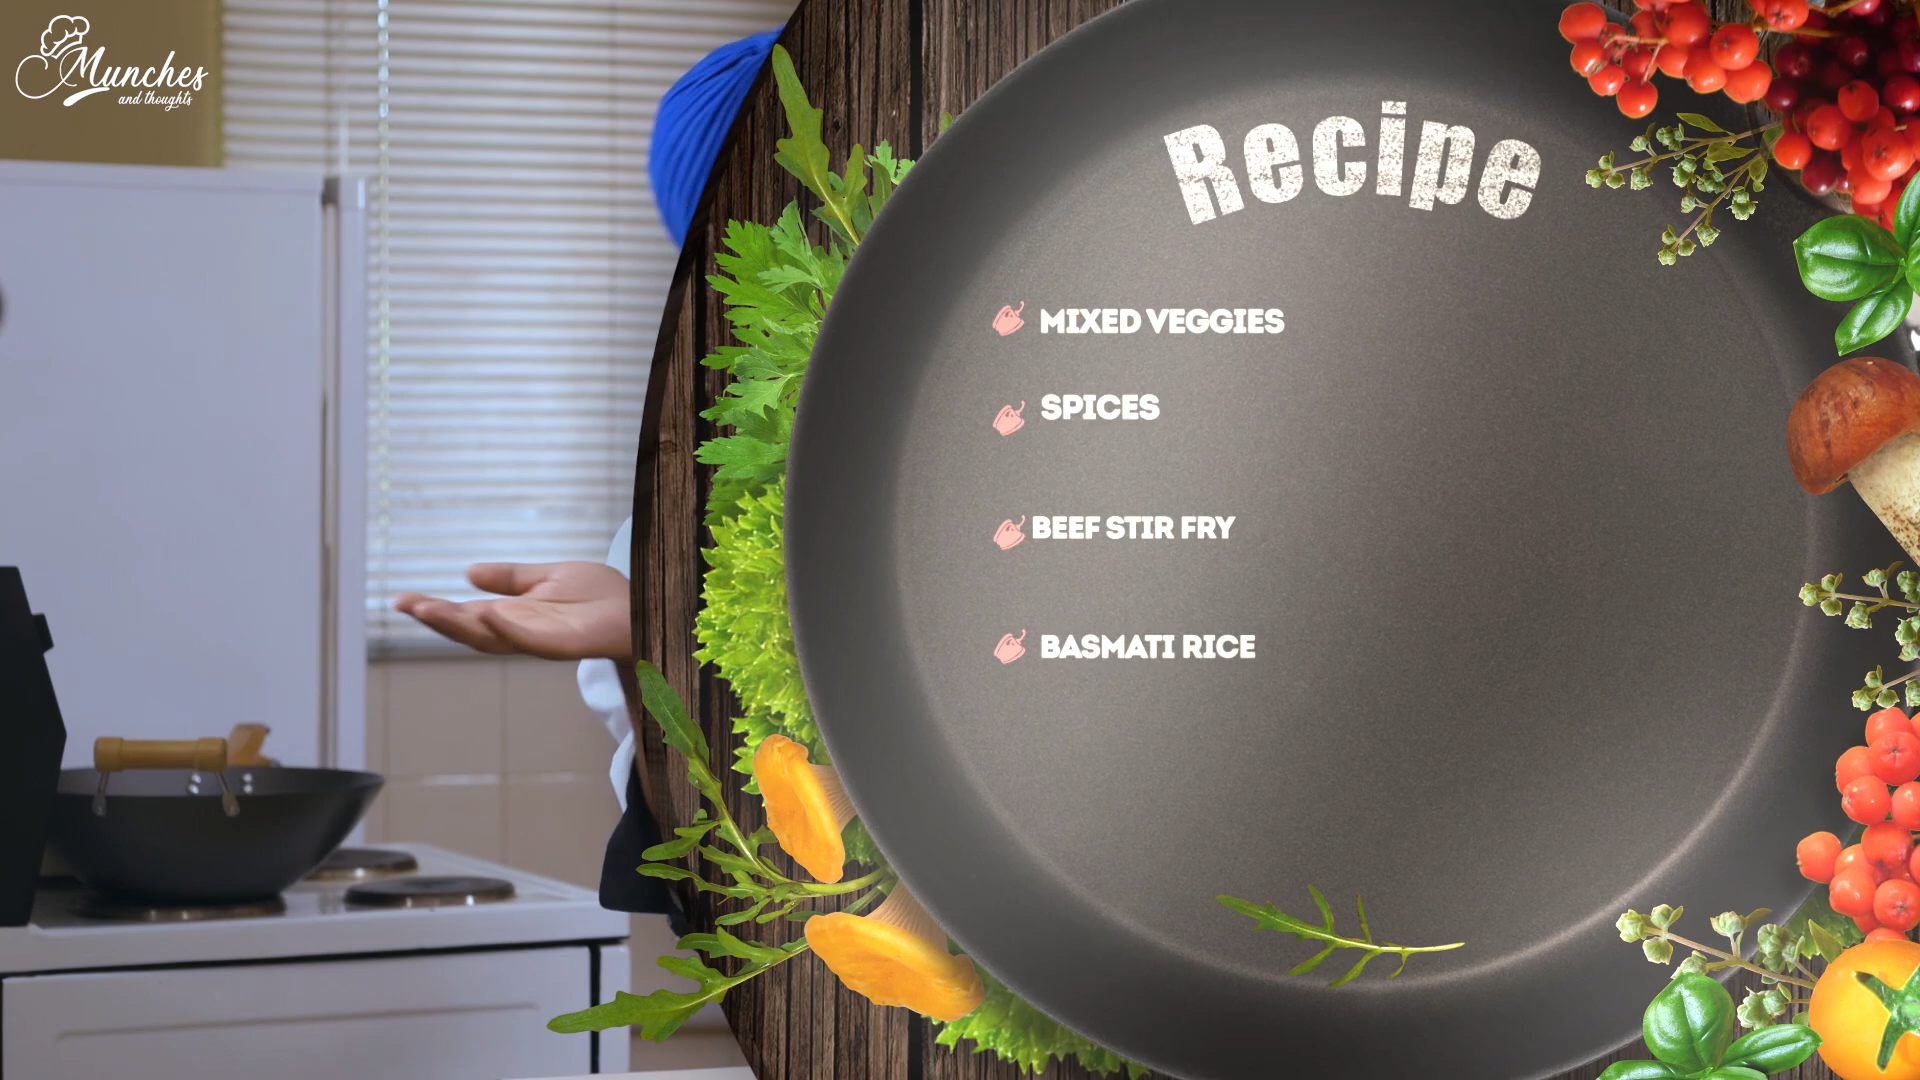 Munches
and thoughts
Recipe
MIXED VEGGIES
SPICES
BEEF STIR FRY
BASMATI RICE